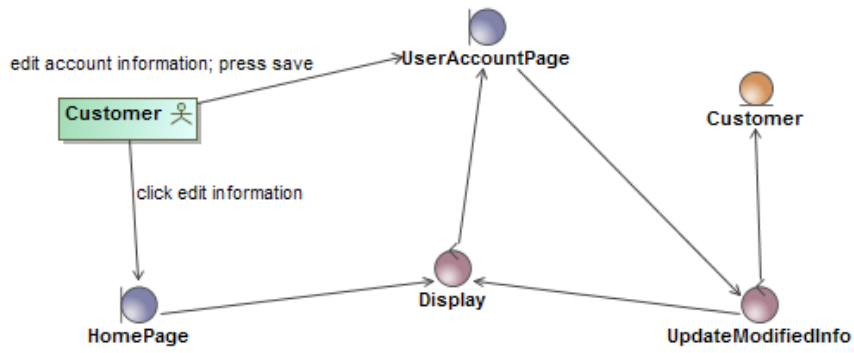 edit account information; press save
UserAccountPage
Customer
Customer
click edit information
Display
HomePage
UpdateModifiedInfo